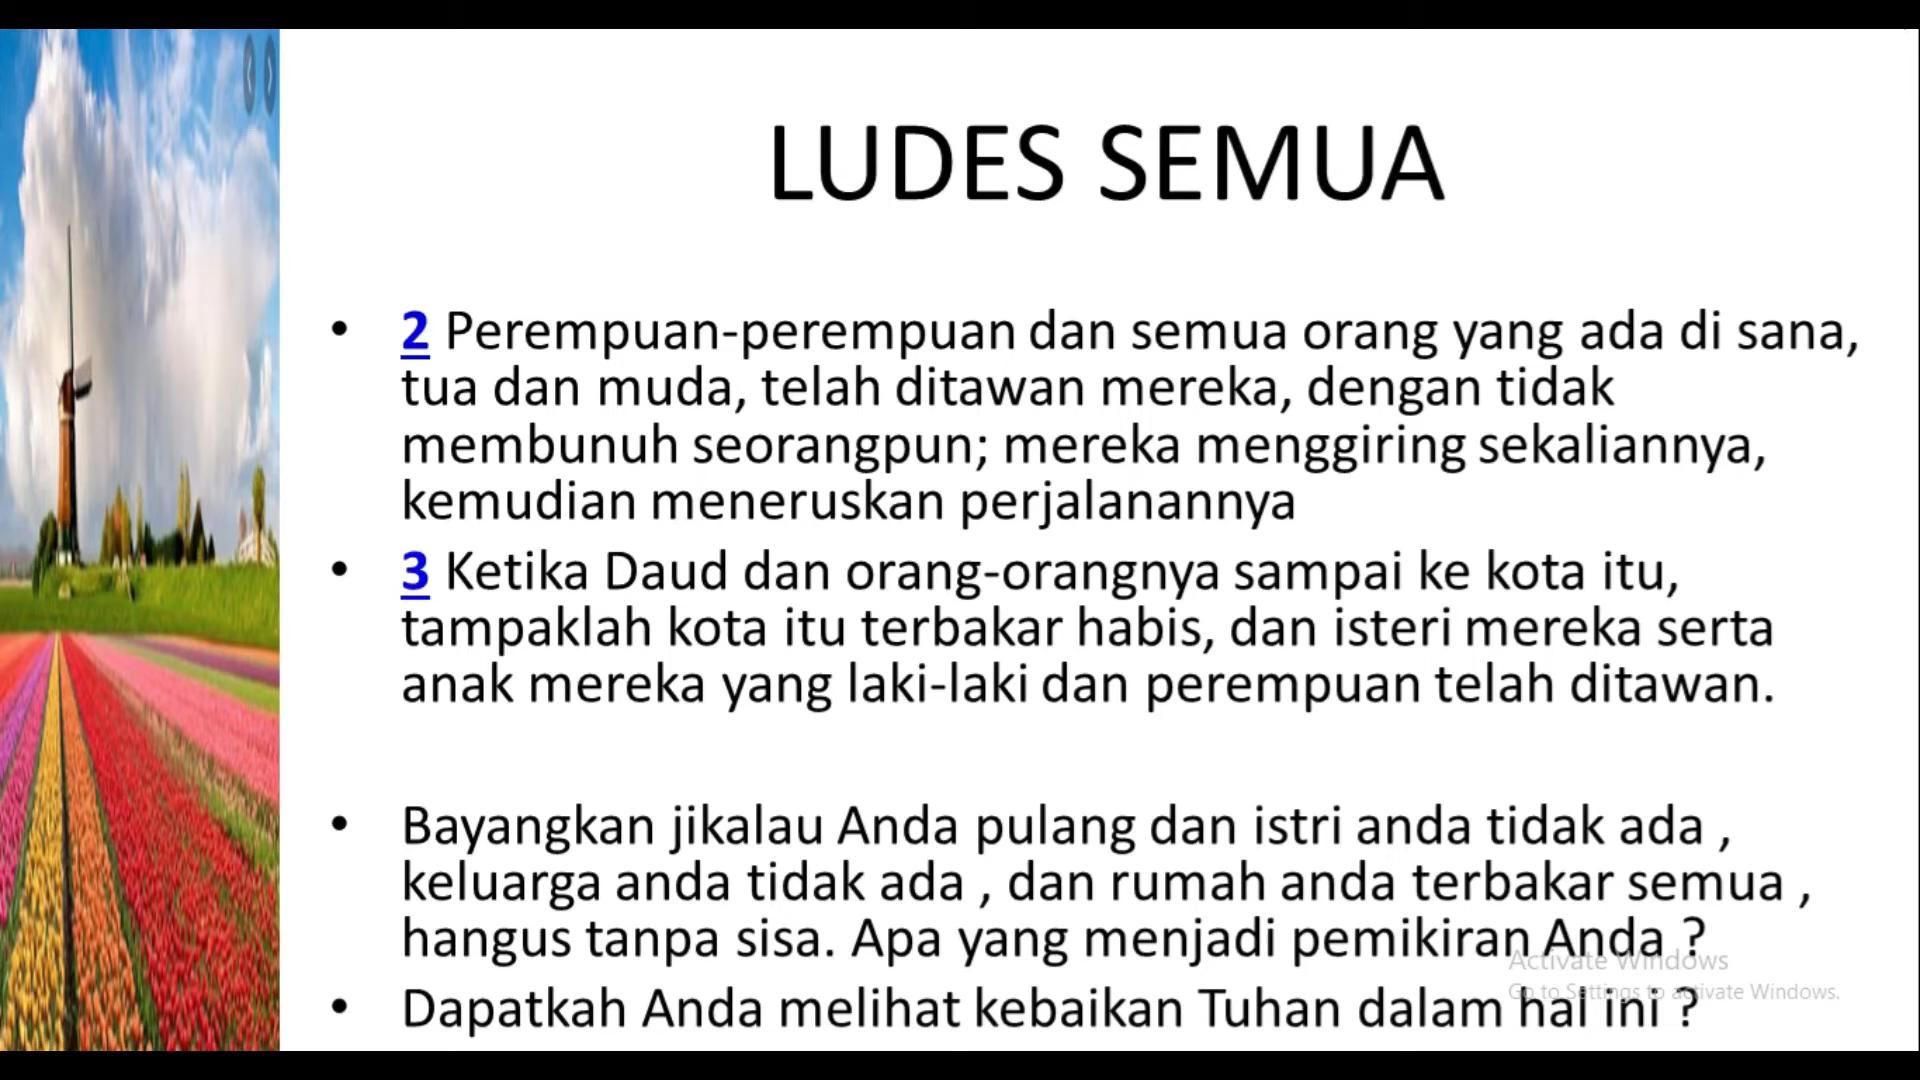 LUDES SEMUA
• 2 Perempuan-perempuan dan semua orang yang ada di sana,
tua dan muda, telah ditawan mereka, dengan tidak
membunuh seorangpun; mereka menggiring sekaliannya,
kemudian meneruskan perjalanannya
• 3 Ketika Daud dan orang-orangnya sampai ke kota itu,
tampaklah kota itu terbakar habis, dan isteri mereka serta
anak mereka yang laki-laki dan perempuan telah ditawan.
• Bayangkan jikalau Anda pulang dan istri anda tidak ada ,
keluarga anda tidak ada , dan rumah anda terbakar semua ,
hangus tanpa sisa. Apa yang menjadi pemikiran Anda ?
Activate Windows
Go to Settings to activate Windows.
• Dapatkah Anda melihat kebaikan Tuhan dalam hal ini ?